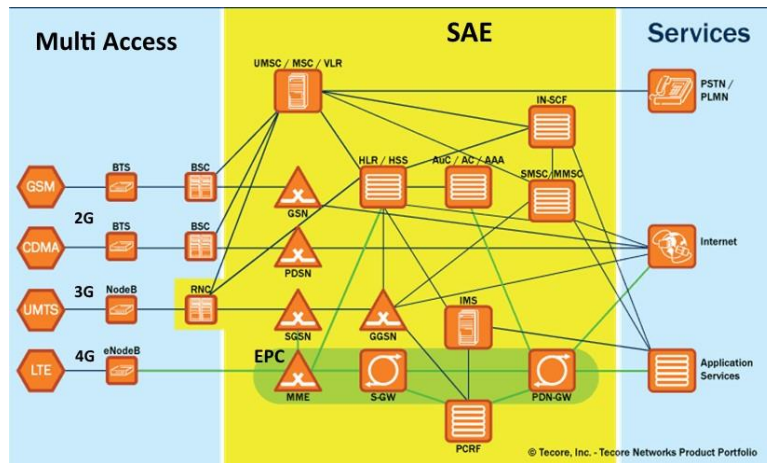 Multi Access
SAE
Services
UMSC / MSC / VLR
PSTN /
PLMN
IN-SCF
HLR / HSS
AuC / AC / AAA
SMSC/MMSC
GSM
BTS
BSC
GSN
2G
CDMA
BTS
BSC
PDSN
Internet
3G
UMTS
NodeB
RNC
SGSN
GGSN
IMS
4G
LTE
eNodeB
EPC
MME
S-GW
PDN-GW
Application
Services
PCRF
© Tecore, Inc. - Tecore Networks Product Portfolio